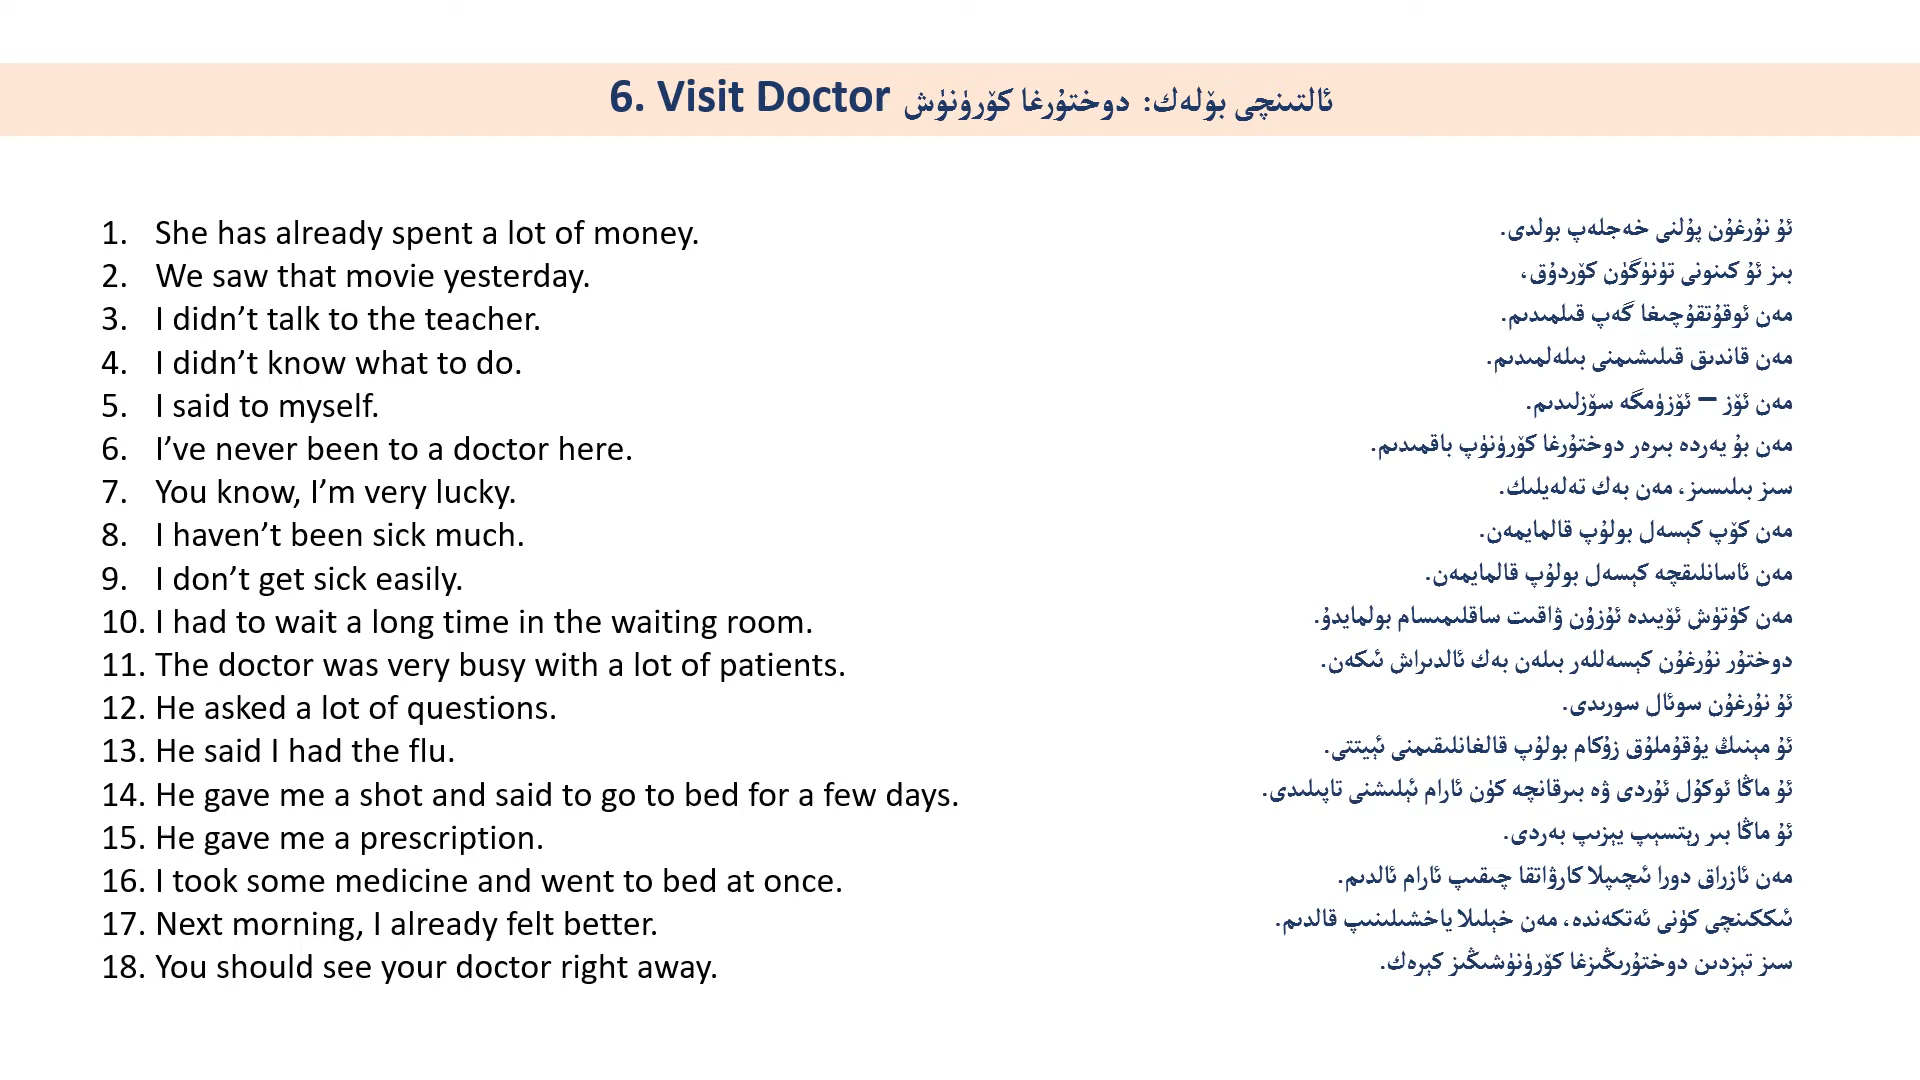 6. Visit Doctor ئالتىنچى بۆلەك: دوختۇرغا كۆرۈنۈش
1. She has already spent a lot of money.
2. We saw that movie yesterday.
3. I didn’t talk to the teacher.
4. I didn’t know what to do.
5. I said to myself.
6. I’ve never been to a doctor here.
7. You know, I’m very lucky.
8. I haven’t been sick much.
9. I don’t get sick easily.
10. I had to wait a long time in the waiting room.
11. The doctor was very busy with a lot of patients.
12. He asked a lot of questions.
13. He said I had the flu.
14. He gave me a shot and said to go to bed for a few days.
15. He gave me a prescription.
16. I took some medicine and went to bed at once.
17. Next morning, I already felt better.
18. You should see your doctor right away.
ئۇ نۇرغۇن پۇلنى خەجلەپ بولدى.
بىز ئۇ كىنونى تۈنۈگۈن كۆردۇق،
مەن ئوقۇتقۇچىغا گەپ قىلمىدىم.
مەن قاندىق قىلىشىمنى بىلەلمىدىم.
مەن ئۆز – ئۆزۈمگە سۆزلىدىم.
مەن بۇ يەردە بىرەر دوختۇرغا كۆرۈنۈپ باقمىدىم.
سىز بىلىسىز، مەن بەك تەلەيلىك.
مەن كۆپ كېسەل بولۇپ قالمايمەن.
مەن ئاسانلىقچە كېسەل بولۇپ قالمايمەن.
مەن كۈتۈش ئۆيىدە ئۇزۇن ۋاقىت ساقلىمىسام بولمايدۇ.
دوختۇر نۇرغۇن كېسەللەر بىلەن بەك ئالدىراش ئىكەن.
ئۇ نۇرغۇن سوئال سورىدى.
ئۇ مېنىڭ يۇقۇملۇق زۇكام بولۇپ قالغانلىقىمنى ئېيتتى.
ئۇ ماڭا ئوكۇل ئۇردى ۋە بىرقانچە كۈن ئارام ئېلىشنى تاپىلىدى.
ئۇ ماڭا بىر رېتسېپ يېزىپ بەردى.
مەن ئازراق دورا ئىچىپلا كارۋاتقا چىقىپ ئارام ئالدىم.
ئىككىنچى كۈنى ئەتكەندە، مەن خېلىلا ياخشىلىنىپ قالدىم.
سىز تېزدىن دوختۇرىڭىزغا كۆرۈنۈشىڭىز كېرەك.